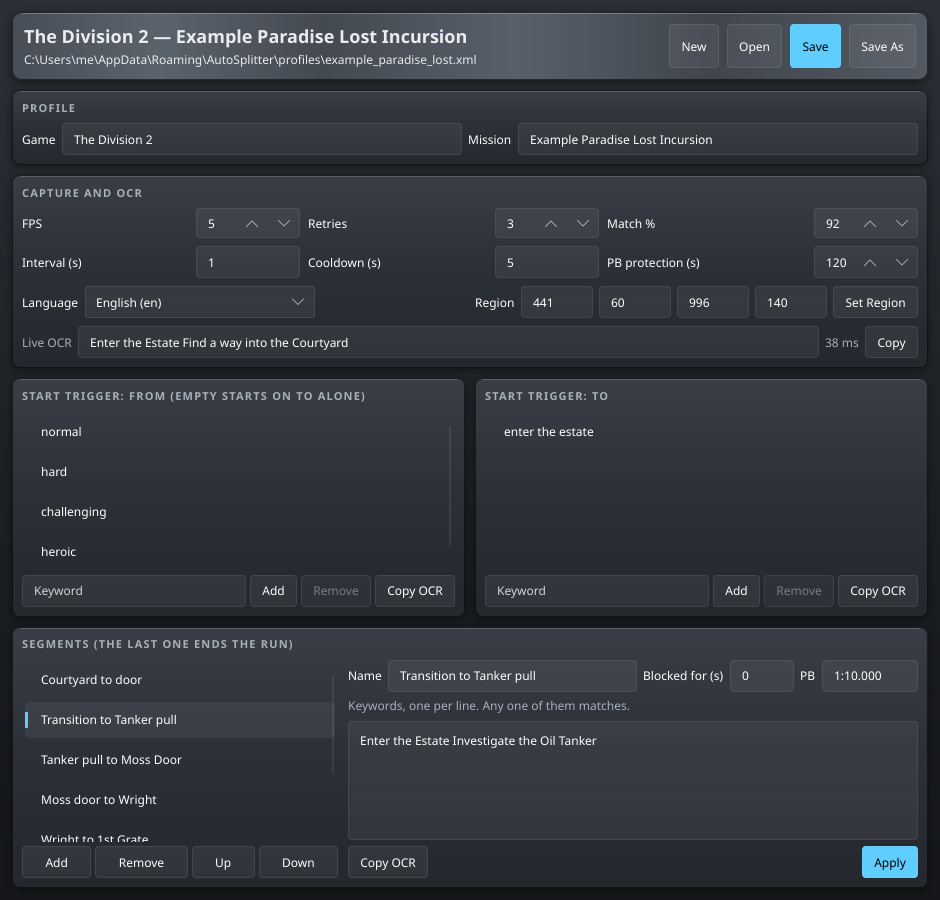 The Division 2 — Example Paradise Lost Incursion
C:\Users\me\AppData\Roaming\AutoSplitter\profiles\example_paradise_lost.xml
New Open Save Save As
PROFILE
Game The Division 2 Mission Example Paradise Lost Incursion
CAPTURE AND OCR
FPS 5 Retries 3 Match % 92
Interval (s) 1 Cooldown (s) 5 PB protection (s) 120
Language English (en) Region 441 60 996 140 Set Region
Live OCR Enter the Estate Find a way into the Courtyard 38 ms Copy
START TRIGGER: FROM (EMPTY STARTS ON TO ALONE)
normal
hard
challenging
heroic
Keyword Add Remove Copy OCR
START TRIGGER: TO
enter the estate
Keyword Add Remove Copy OCR
SEGMENTS (THE LAST ONE ENDS THE RUN)
Courtyard to door
Transition to Tanker pull
Tanker pull to Moss Door
Moss door to Wright
Wright to 1st Grate
Add Remove Up Down
Name Transition to Tanker pull Blocked for (s) 0 PB 1:10.000
Keywords, one per line. Any one of them matches.
Enter the Estate Investigate the Oil Tanker
Copy OCR Apply